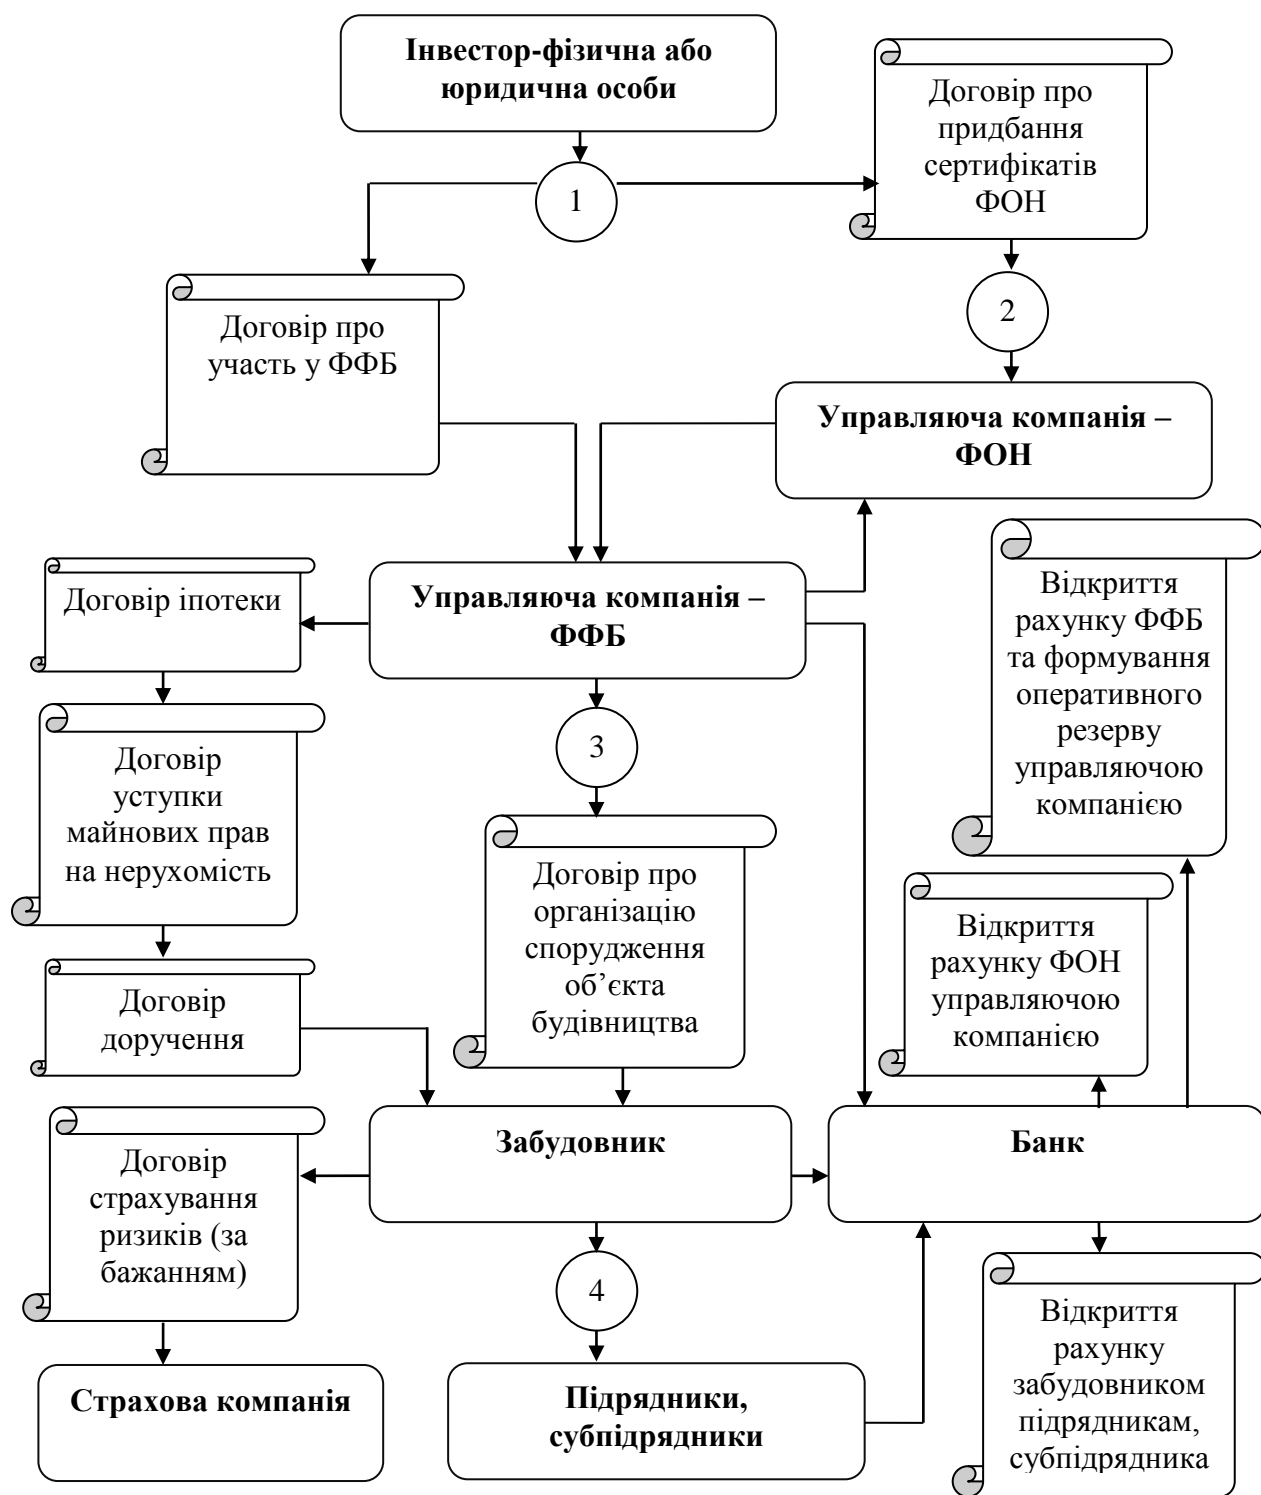 Інвестор-фізична або
юридична особи
Договір про
придбання
сертифікатів
ФОН
1
2
Договір про
участь у ФФБ
Управляюча компанія –
ФОН
Договір іпотеки
Управляюча компанія –
ФФБ
Відкриття
рахунку ФФБ
та формування
оперативного
резерву
управляючою
компанією
3
Договір
уступки
майнових прав
на нерухомість
Договір про
організацію
спорудження
об’єкта
будівництва
Відкриття
рахунку ФОН
управляючою
компанією
Договір
доручення
Забудовник
Банк
Договір
страхування
ризиків (за
бажанням)
4
Відкриття
рахунку
забудовником
підрядникам,
субпідрядника
Страхова компанія
Підрядники,
субпідрядники